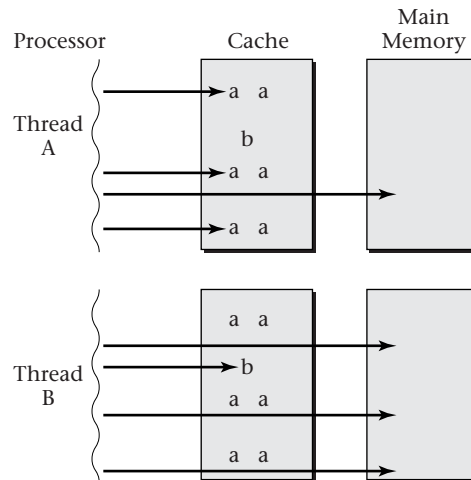 Processor
Cache
Main
Memory
Thread
A
a a
b
a a
a a
Thread
B
a a
b
a a
a a